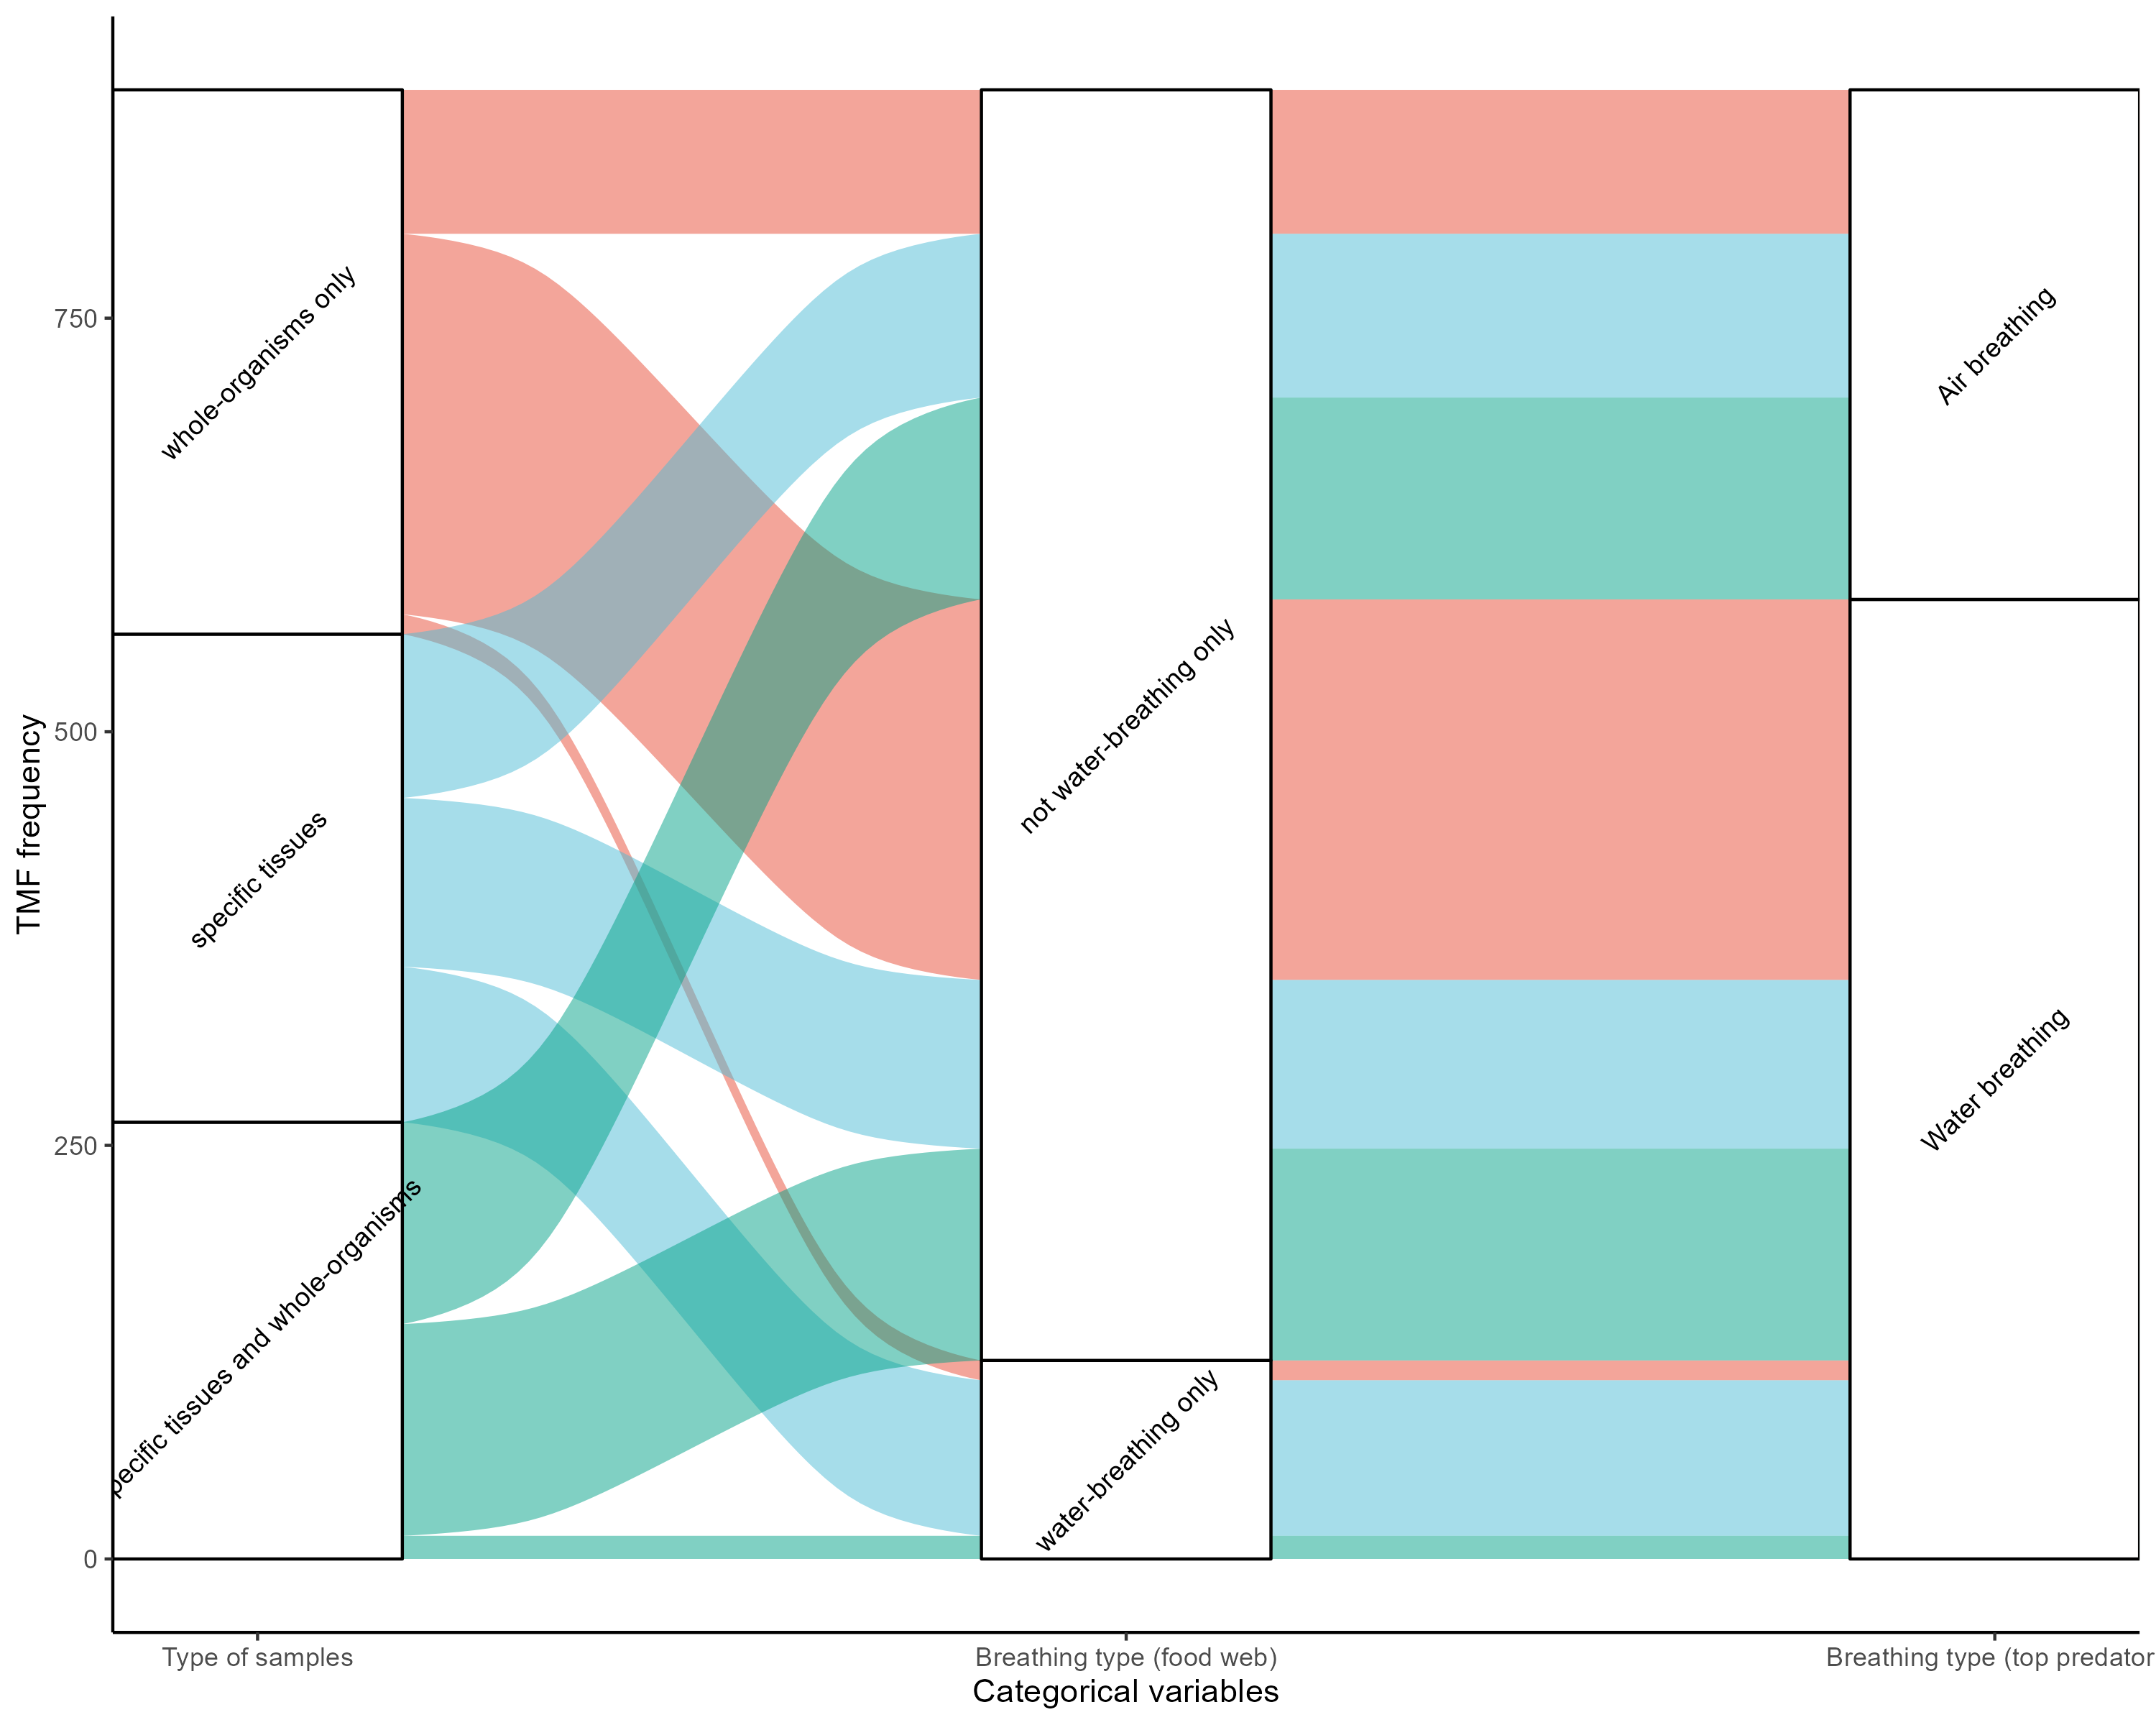 TMF frequency
750
500
250
0
whole-organisms only
specific tissues
pecific tissues and whole-organisms
not water-breathing only
water-breathing only
Air breathing
Water breathing
Type of samples
Breathing type (food web)
Breathing type (top predator
Categorical variables